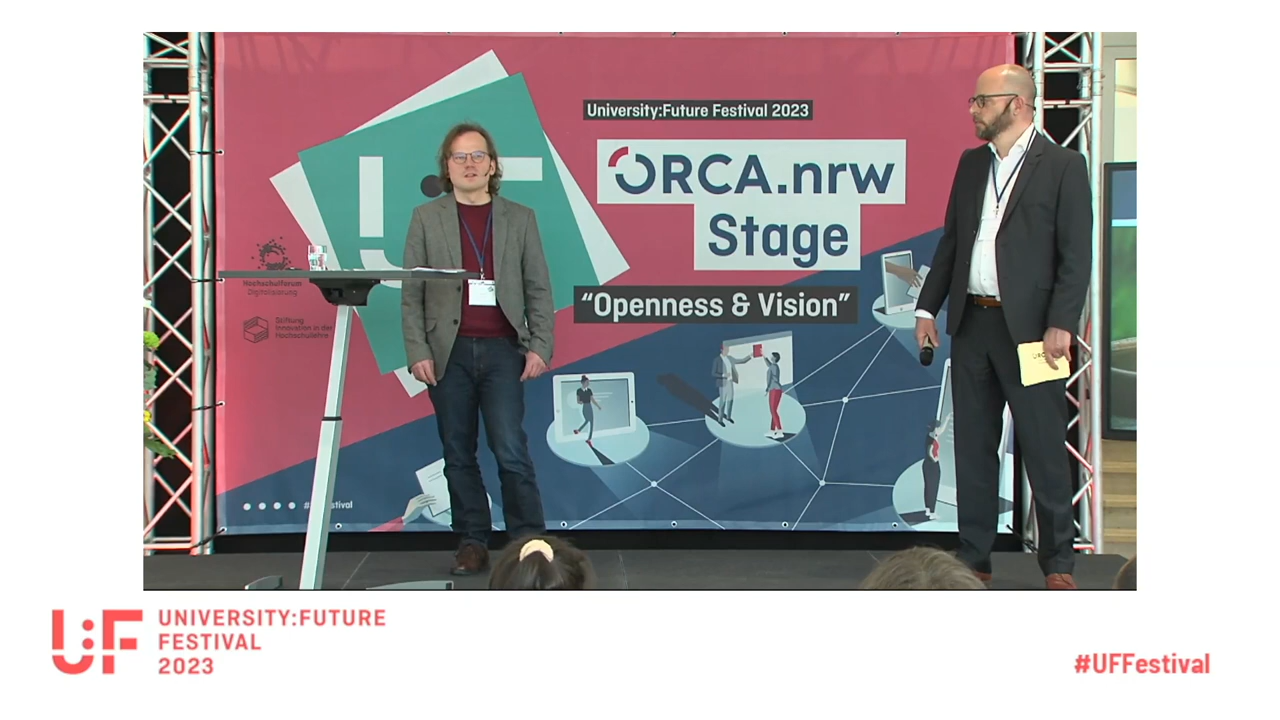 University:Future Festival 2023
ORCA.nrw
Stage
"Openness & Vision"
Hochschulforum
Digitalisierung
Stiftung
Innovation in der
Hochschullehre
UNIVERSITY:FUTURE
FESTIVAL
2023
U:F
#UFFestival